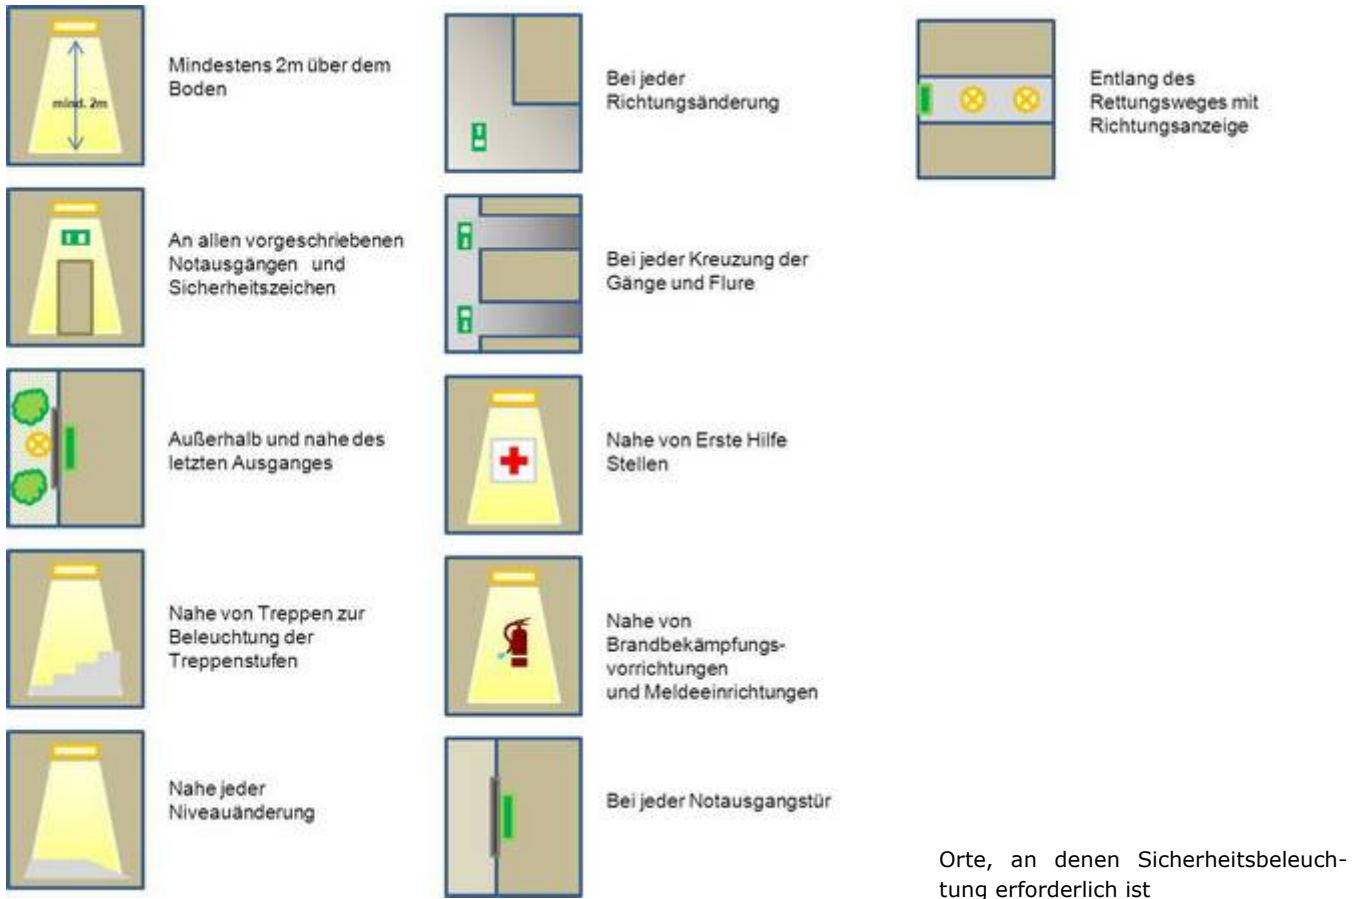 mind. 2m
Mindestens 2m über dem
Boden
An allen vorgeschriebenen
Notausgängen und
Sicherheitszeichen
Außerhalb und nahe des
letzten Ausganges
Nahe von Treppen zur
Beleuchtung der
Treppenstufen
Nahe jeder
Niveauänderung
Bei jeder
Richtungsänderung
Bei jeder Kreuzung der
Gänge und Flure
Nahe von Erste Hilfe
Stellen
Nahe von
Brandbekämpfungs-
vorrichtungen
und Meldeeinrichtungen
Bei jeder Notausgangstür
Entlang des
Rettungsweges mit
Richtungsanzeige
Orte, an denen Sicherheitsbeleuch-
tung erforderlich ist